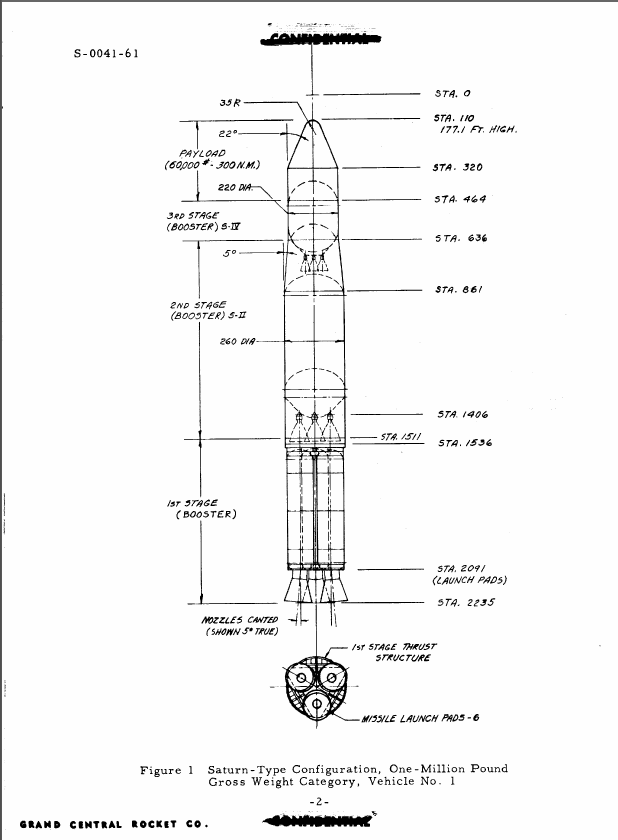 CONFIDENTIAL
S-0041-61
STA. 0
35R
STA. 110
177.1 FT. HIGH.
22°
PAYLOAD
(60,000 # - 300 N.M.)
STA. 320
220 DIA.
STA. 464
3RD STAGE
(BOOSTER) S-IV
STA. 636
5°
STA. 861
2ND STAGE
(BOOSTER) S-II
260 DIA
STA. 1406
STA. 1511
STA. 1536
1ST STAGE
(BOOSTER)
STA. 2091
(LAUNCH PADS)
STA. 2235
NOZZLES CANTED
(SHOWN 5° TRUE)
1ST STAGE THRUST
STRUCTURE
MISSILE LAUNCH PADS - 6
Figure 1 Saturn-Type Configuration, One-Million Pound
Gross Weight Category, Vehicle No. 1
-2-
GRAND CENTRAL ROCKET CO.
CONFIDENTIAL